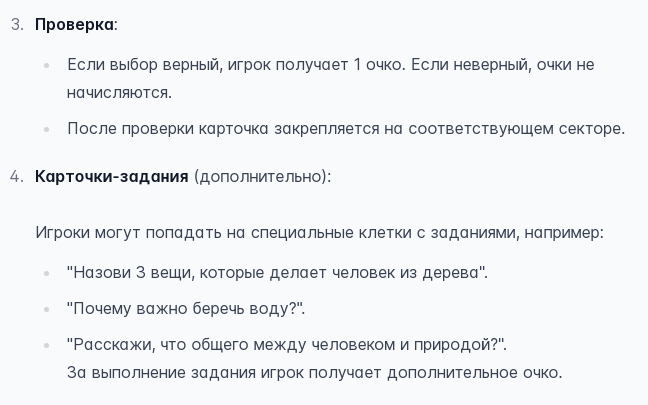 3. Проверка:
Если выбор верный, игрок получает 1 очко. Если неверный, очки не
начисляются.
После проверки карточка закрепляется на соответствующем секторе.
4. Карточки-задания (дополнительно):
Игроки могут попадать на специальные клетки с заданиями, например:
"Назови 3 вещи, которые делает человек из дерева".
"Почему важно беречь воду?".
"Расскажи, что общего между человеком и природой?".
За выполнение задания игрок получает дополнительное очко.